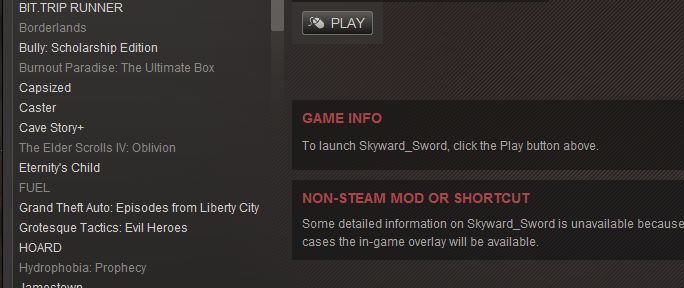 BIT.TRIP RUNNER
Borderlands
Bully: Scholarship Edition
Burnout Paradise: The Ultimate Box
Capsized
Caster
Cave Story+
The Elder Scrolls IV: Oblivion
Eternity's Child
FUEL
Grand Theft Auto: Episodes from Liberty City
Grotesque Tactics: Evil Heroes
HOARD
Hydrophobia: Prophecy
Jamestown
PLAY
GAME INFO
To launch Skyward_Sword, click the Play button above.
NON-STEAM MOD OR SHORTCUT
Some detailed information on Skyward_Sword is unavailable because
cases the in-game overlay will be available.